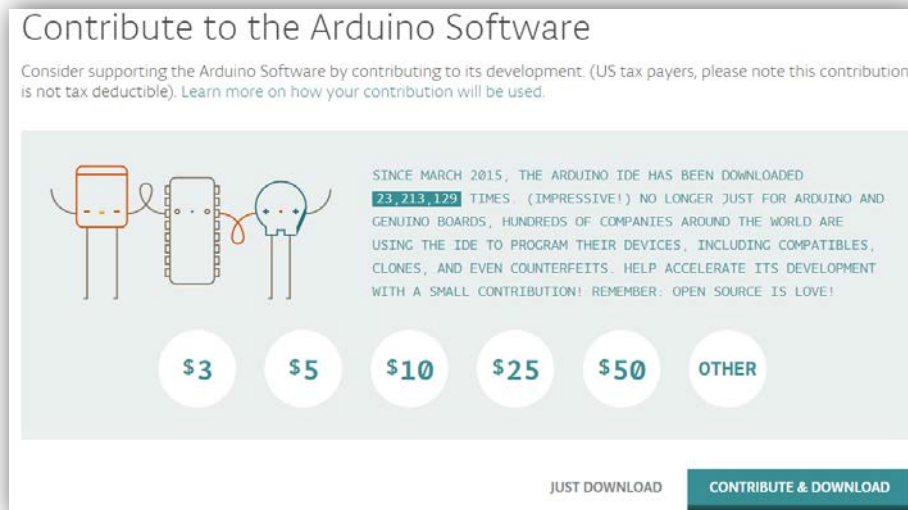 Contribute to the Arduino Software
Consider supporting the Arduino Software by contributing to its development. (US tax payers, please note this contribution
is not tax deductible). Learn more on how your contribution will be used.
SINCE MARCH 2015, THE ARDUINO IDE HAS BEEN DOWNLOADED
23,213,129 TIMES. (IMPRESSIVE!) NO LONGER JUST FOR ARDUINO AND
GENUINO BOARDS, HUNDREDS OF COMPANIES AROUND THE WORLD ARE
USING THE IDE TO PROGRAM THEIR DEVICES, INCLUDING COMPATIBLES,
CLONES, AND EVEN COUNTERFEITS. HELP ACCELERATE ITS DEVELOPMENT
WITH A SMALL CONTRIBUTION! REMEMBER: OPEN SOURCE IS LOVE!
$3 $5 $10 $25 $50 OTHER
JUST DOWNLOAD CONTRIBUTE & DOWNLOAD